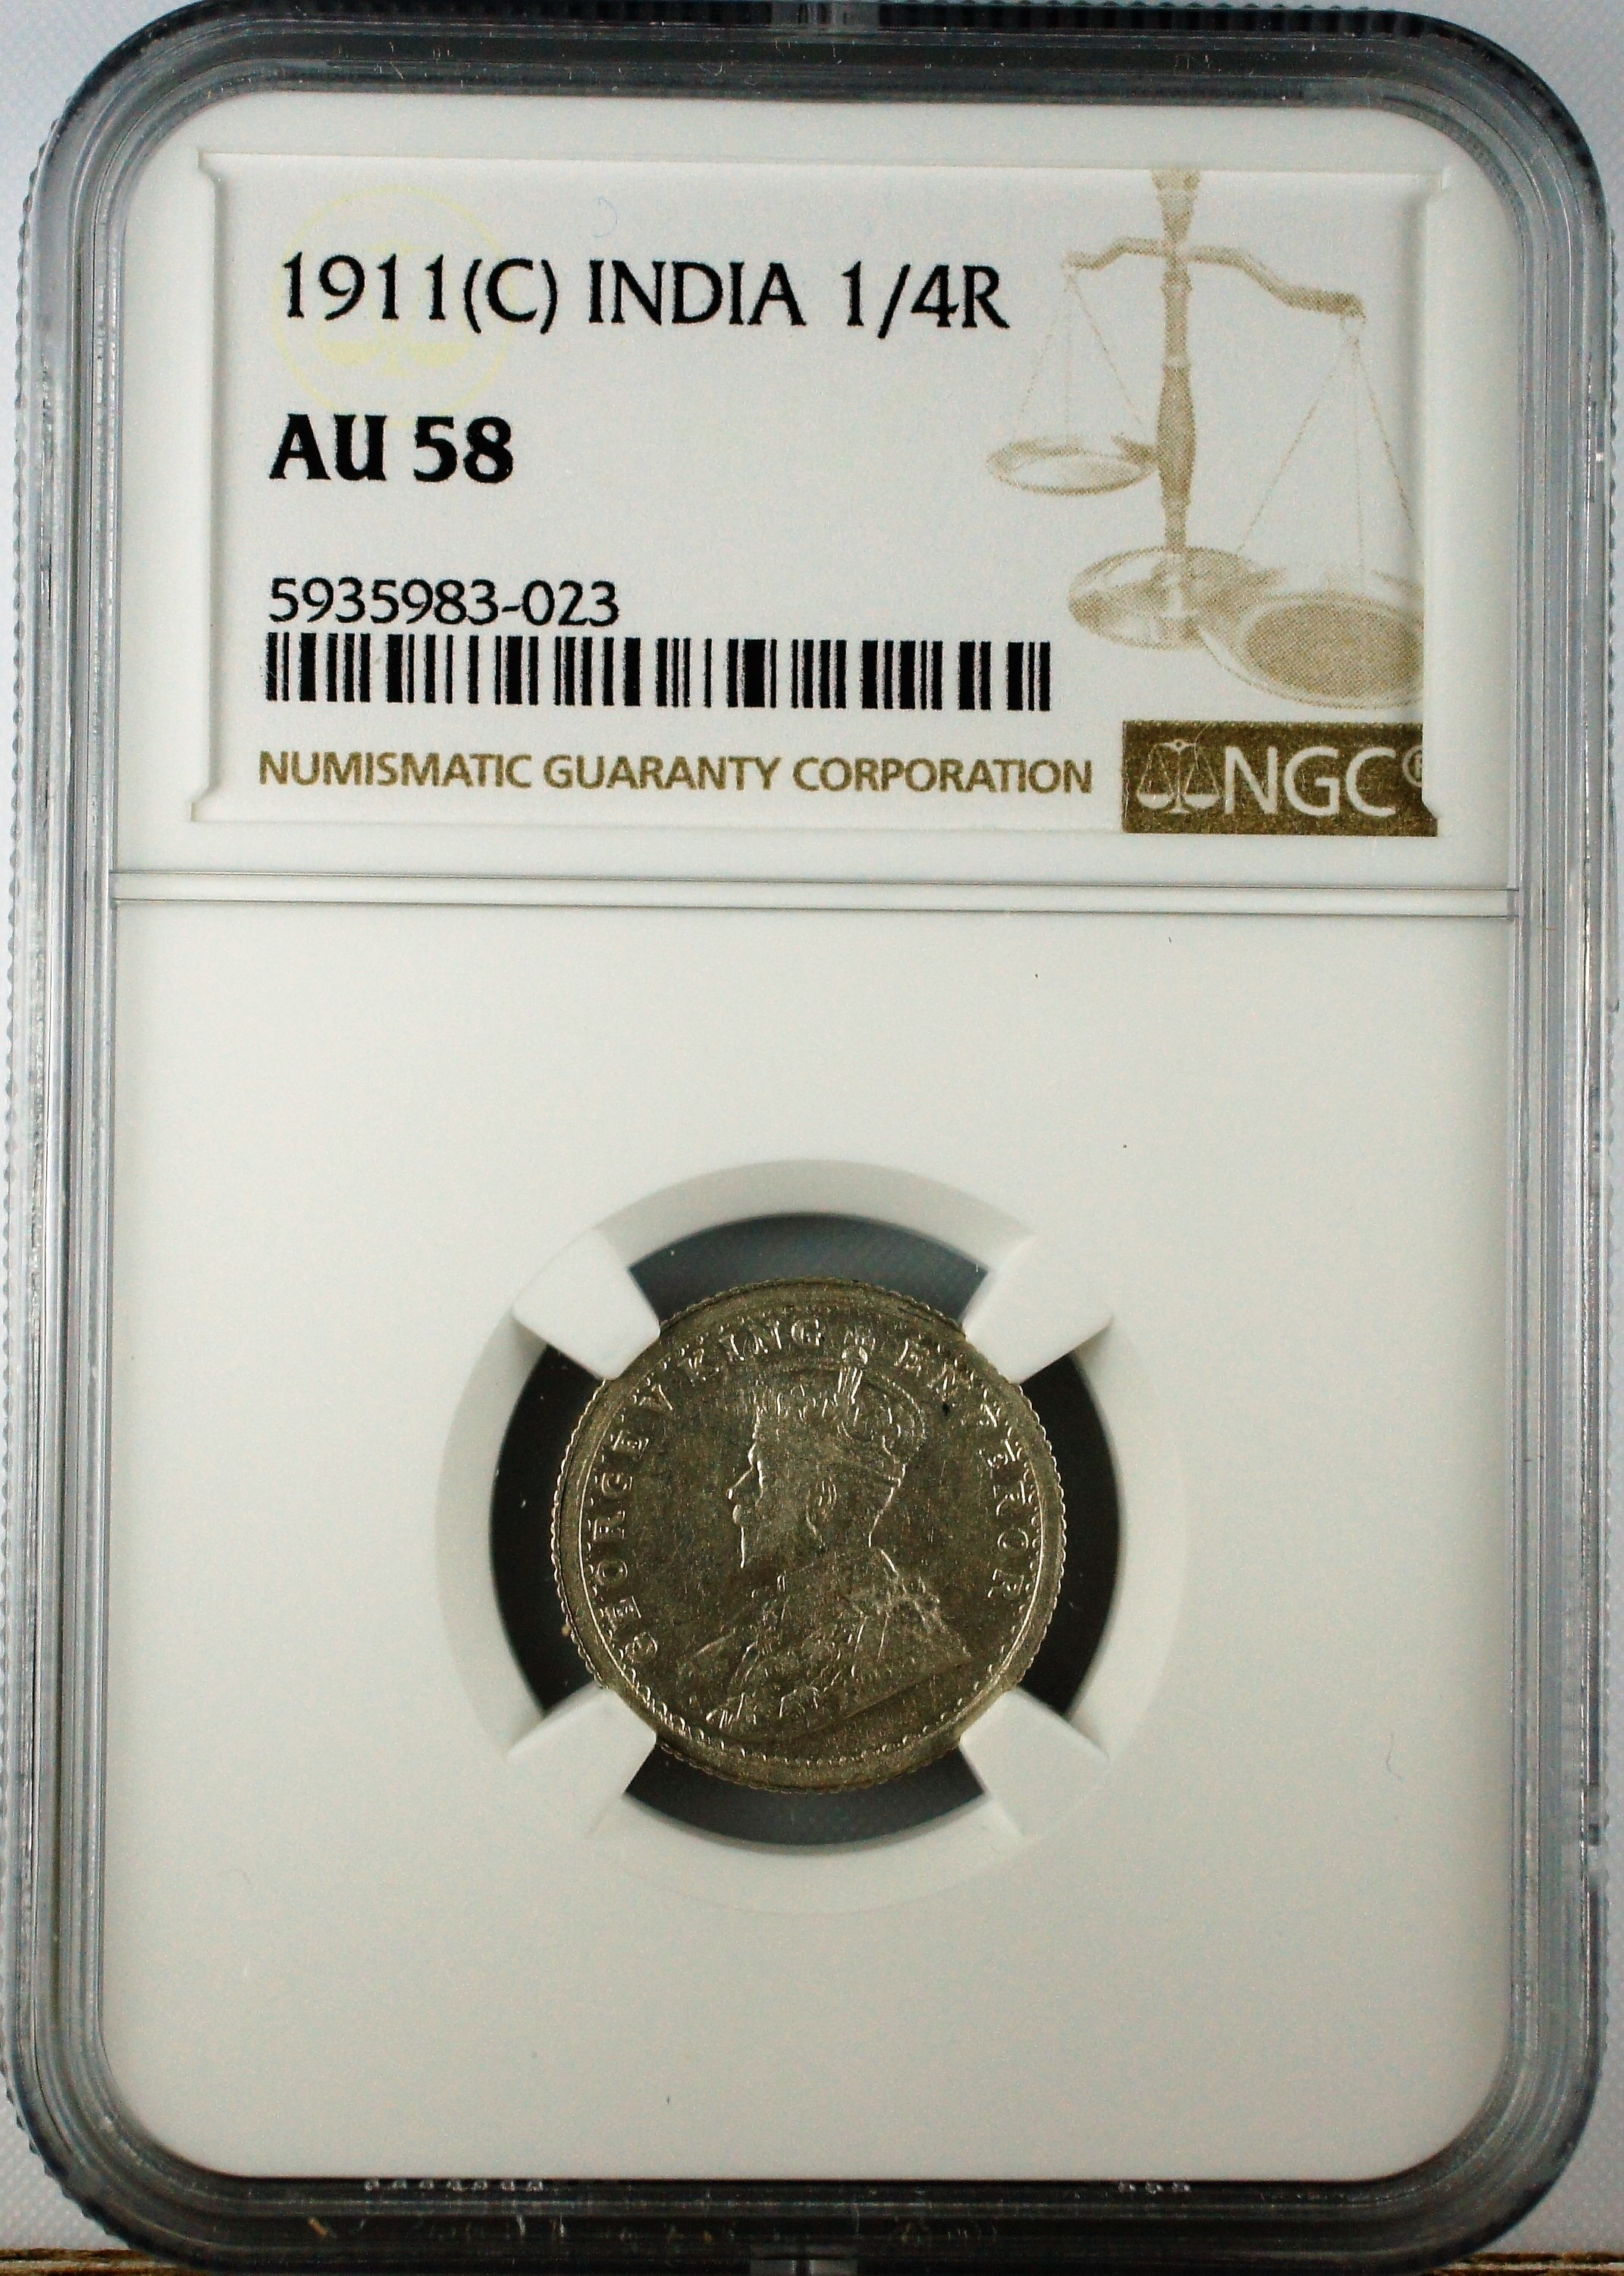 1911(C) INDIA 1/4R
AU 58
5935983-023
NUMISMATIC GUARANTY CORPORATION
NGC®
GEORGE V KING EMPEROR